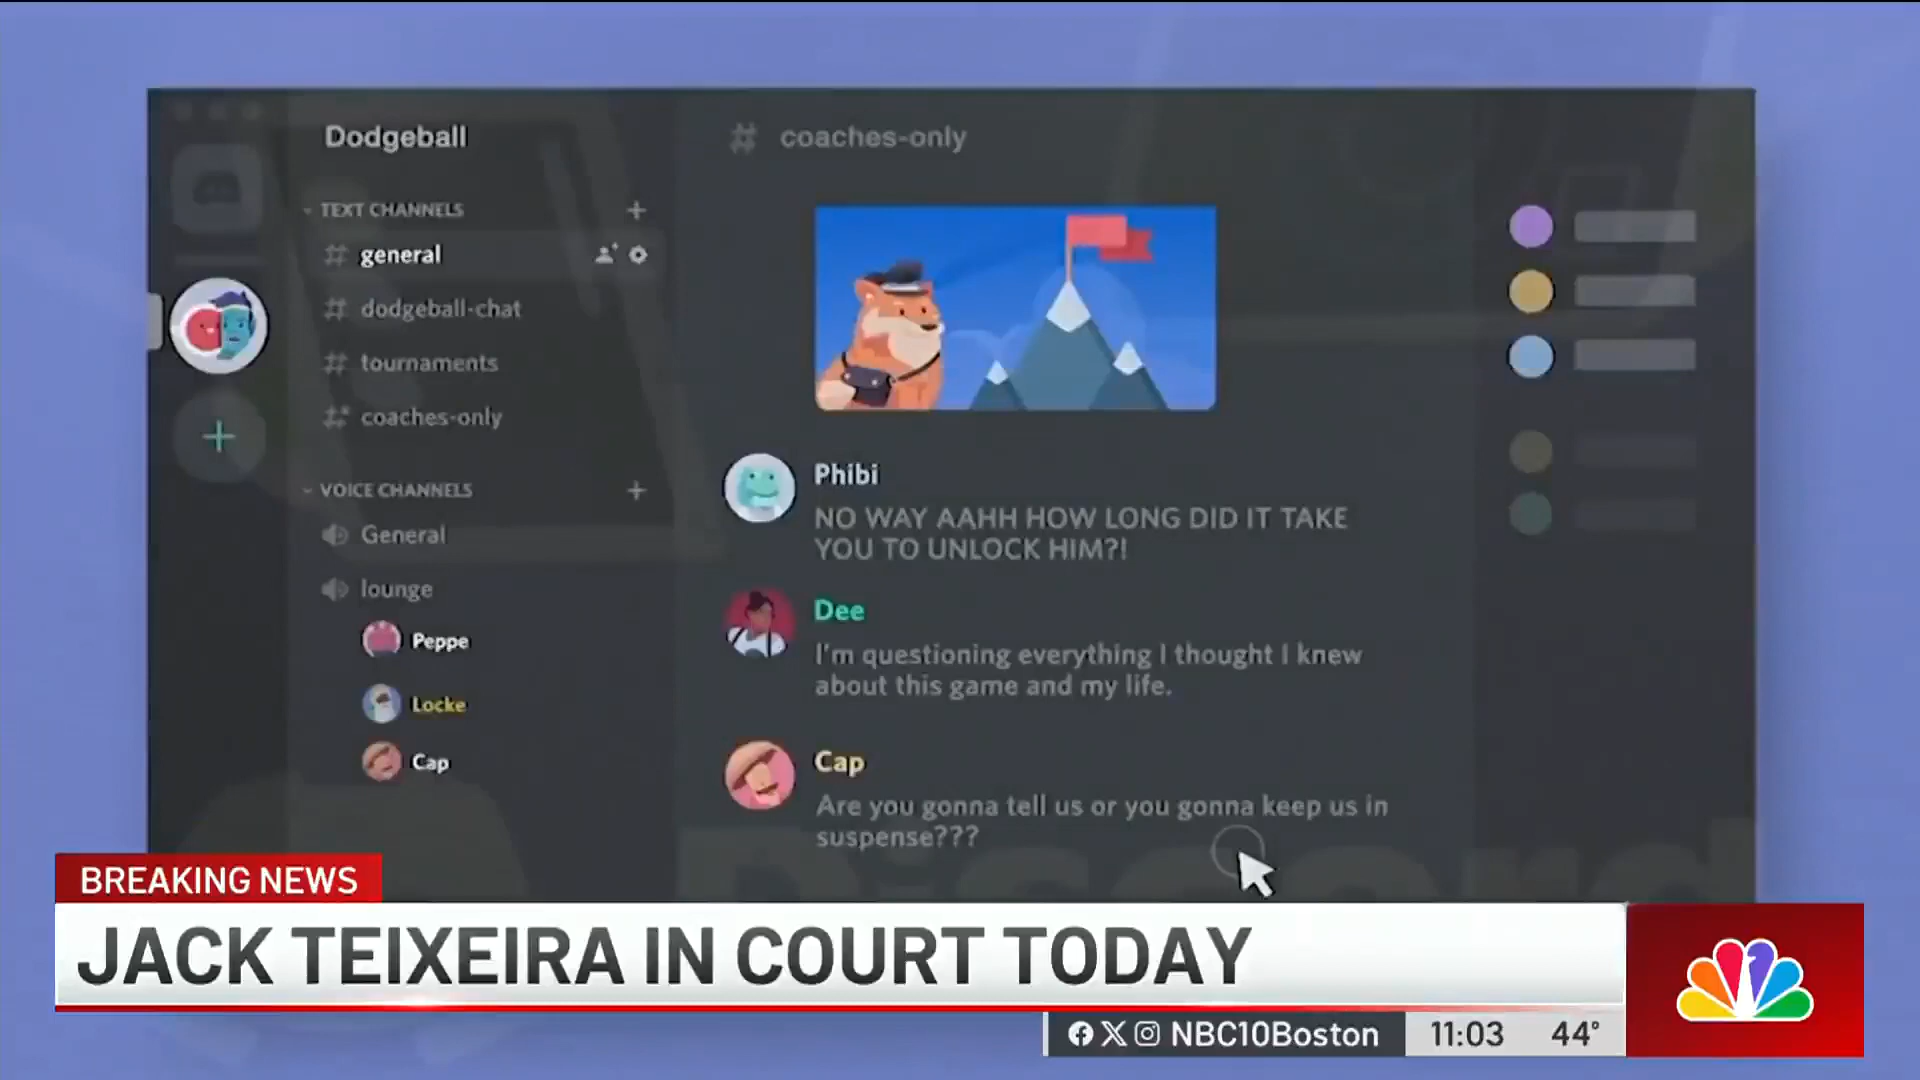 Dodgeball
# coaches-only
TEXT CHANNELS
# general
# dodgeball-chat
# tournaments
# coaches-only
VOICE CHANNELS
General
lounge
Peppe
Locke
Cap
Phibi
NO WAY AAHH HOW LONG DID IT TAKE
YOU TO UNLOCK HIM?!
Dee
I'm questioning everything I thought I knew
about this game and my life.
Cap
Are you gonna tell us or you gonna keep us in
suspense???
Discord
BREAKING NEWS
JACK TEIXEIRA IN COURT TODAY
NBC10Boston
11:03
44°